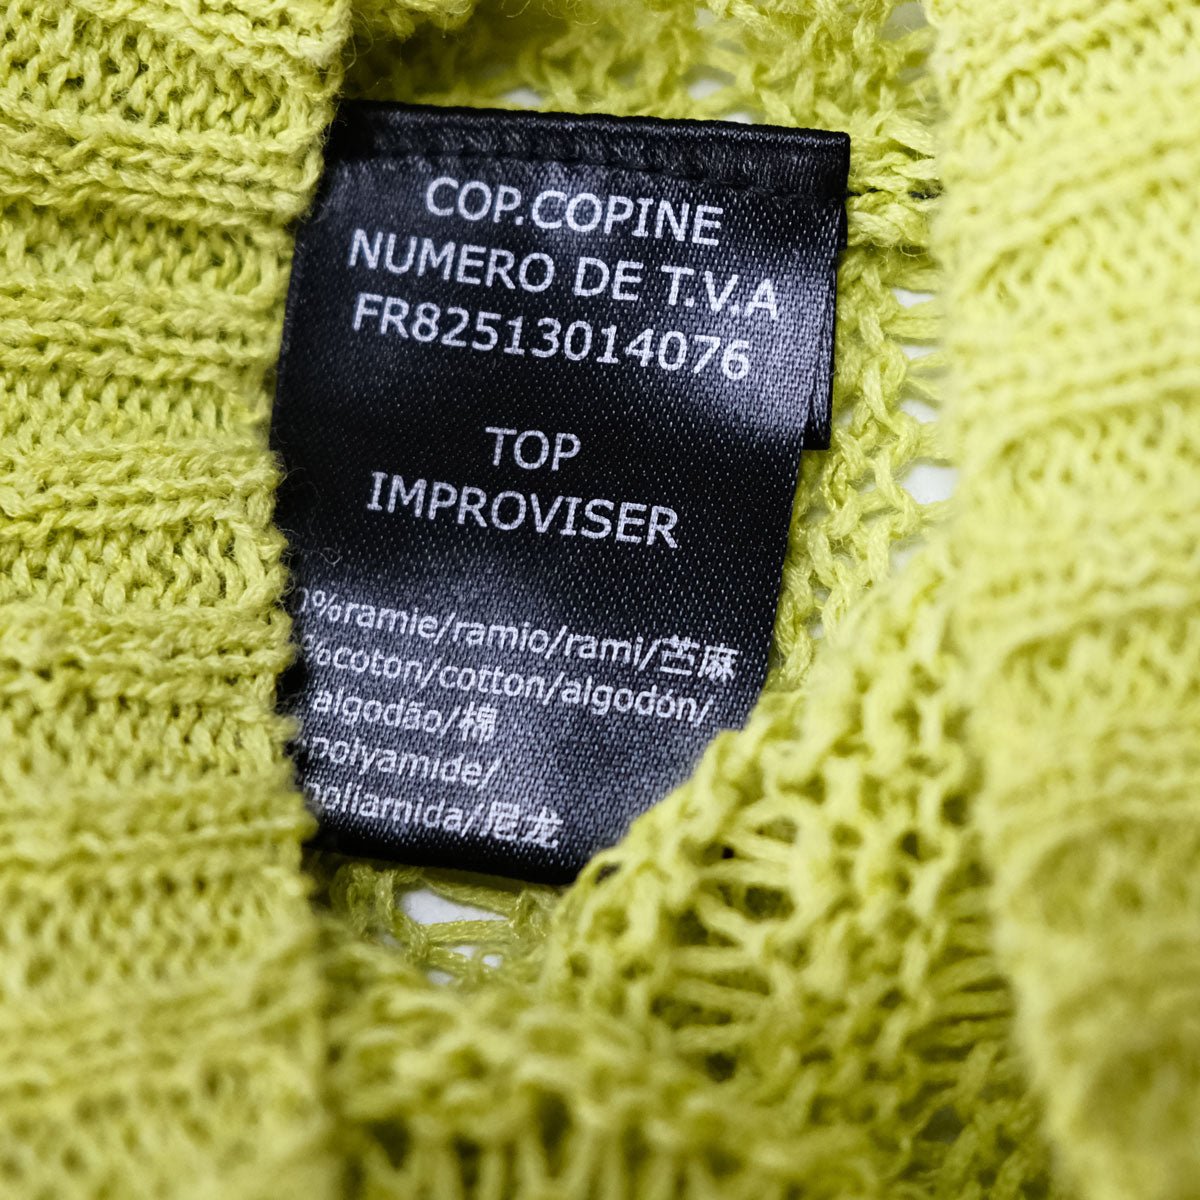 COP.COPINE
NUMERO DE T.V.A
FR82513014076
TOP
IMPROVISER
%ramie/ramio/rami/苎麻
%coton/cotton/algodón/
algodão/棉
polyamide/
poliamida/尼龙